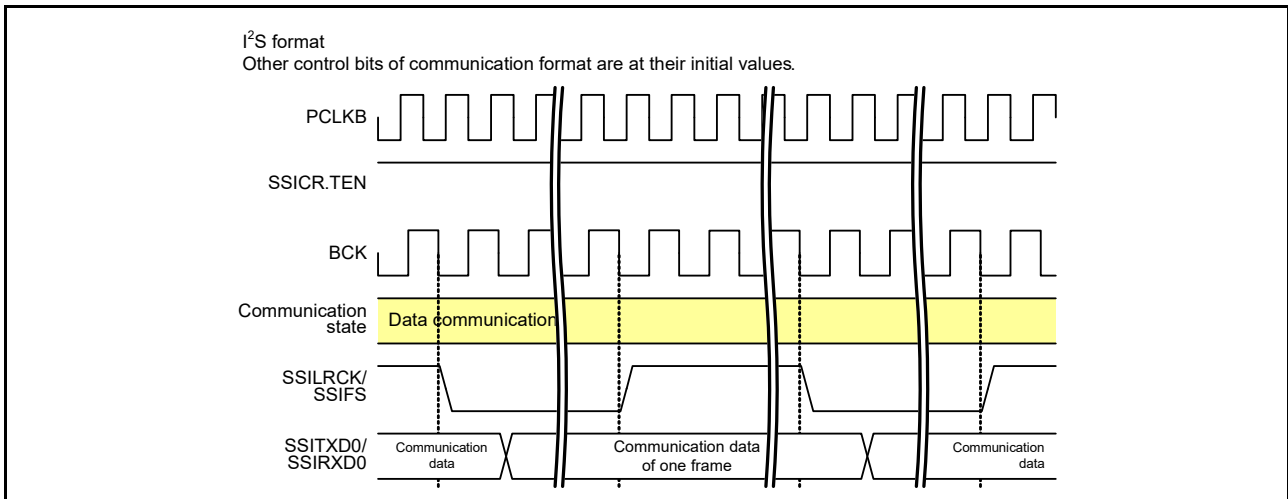 I²S format
Other control bits of communication format are at their initial values.
PCLKB
SSICR.TEN
BCK
Communication
state
Data communication
SSILRCK/
SSIFS
SSITXD0/
SSIRXD0
Communication
data
Communication data
of one frame
Communication
data